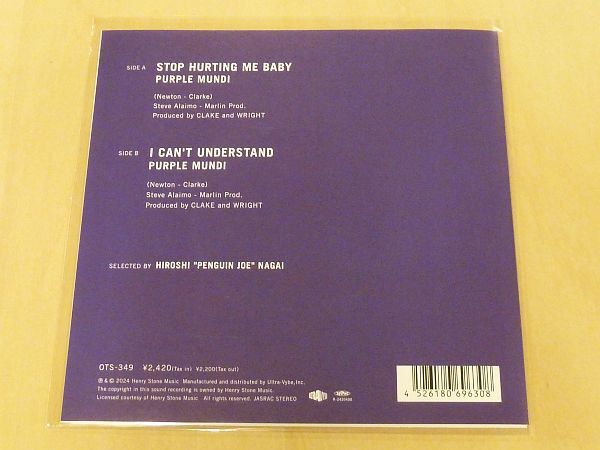 SIDE A STOP HURTING ME BABY
PURPLE MUNDI
(Newton - Clarke)
Steve Alaimo - Marlin Prod.
Produced by CLAKE and WRIGHT
SIDE B I CAN'T UNDERSTAND
PURPLE MUNDI
(Newton - Clarke)
Steve Alaimo - Marlin Prod.
Produced by CLAKE and WRIGHT
SELECTED BY HIROSHI "PENGUIN JOE" NAGAI
OTS-349 ¥2,420(Tax in) ¥2,200(Tax out)
℗ & © 2024 Henry Stone Music Manufactured and distributed by Ultra-Vybe,Inc.
The copyright in this sound recording is owned by Henry Stone Music.
Licensed courtesy of Henry Stone Music All rights reserved. JASRAC STEREO
4 526180 696308